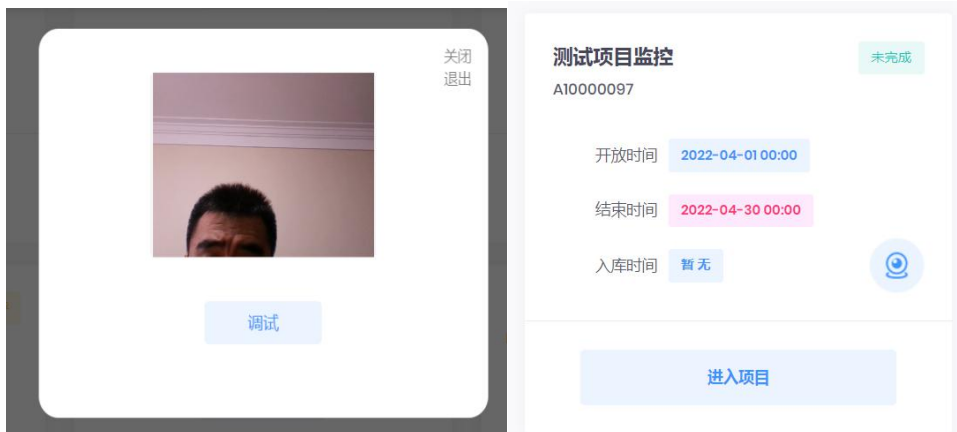 关闭
退出
调试
测试项目监控
未完成
A10000097
开放时间 2022-04-01 00:00
结束时间 2022-04-30 00:00
入库时间 暂无
进入项目